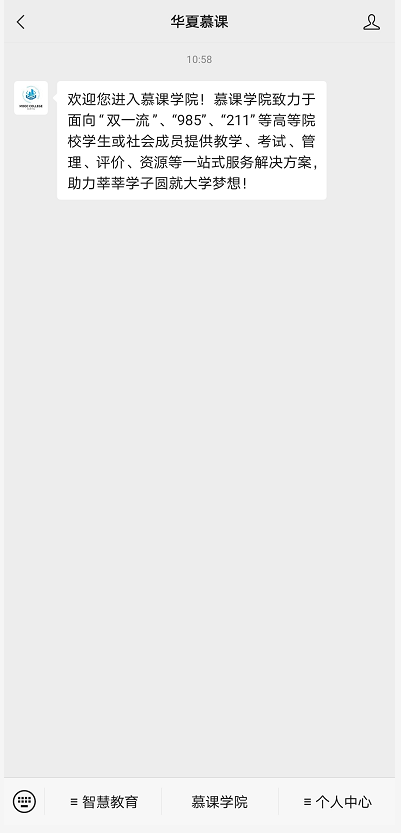 华夏慕课
10:58
MOOC COLLEGE
欢迎您进入慕课学院！慕课学院致力于
面向“双一流”、“985”、“211”等高等院
校学生或社会成员提供教学、考试、管
理、评价、资源等一站式服务解决方案，
助力莘莘学子圆就大学梦想！
智慧教育
慕课学院
个人中心